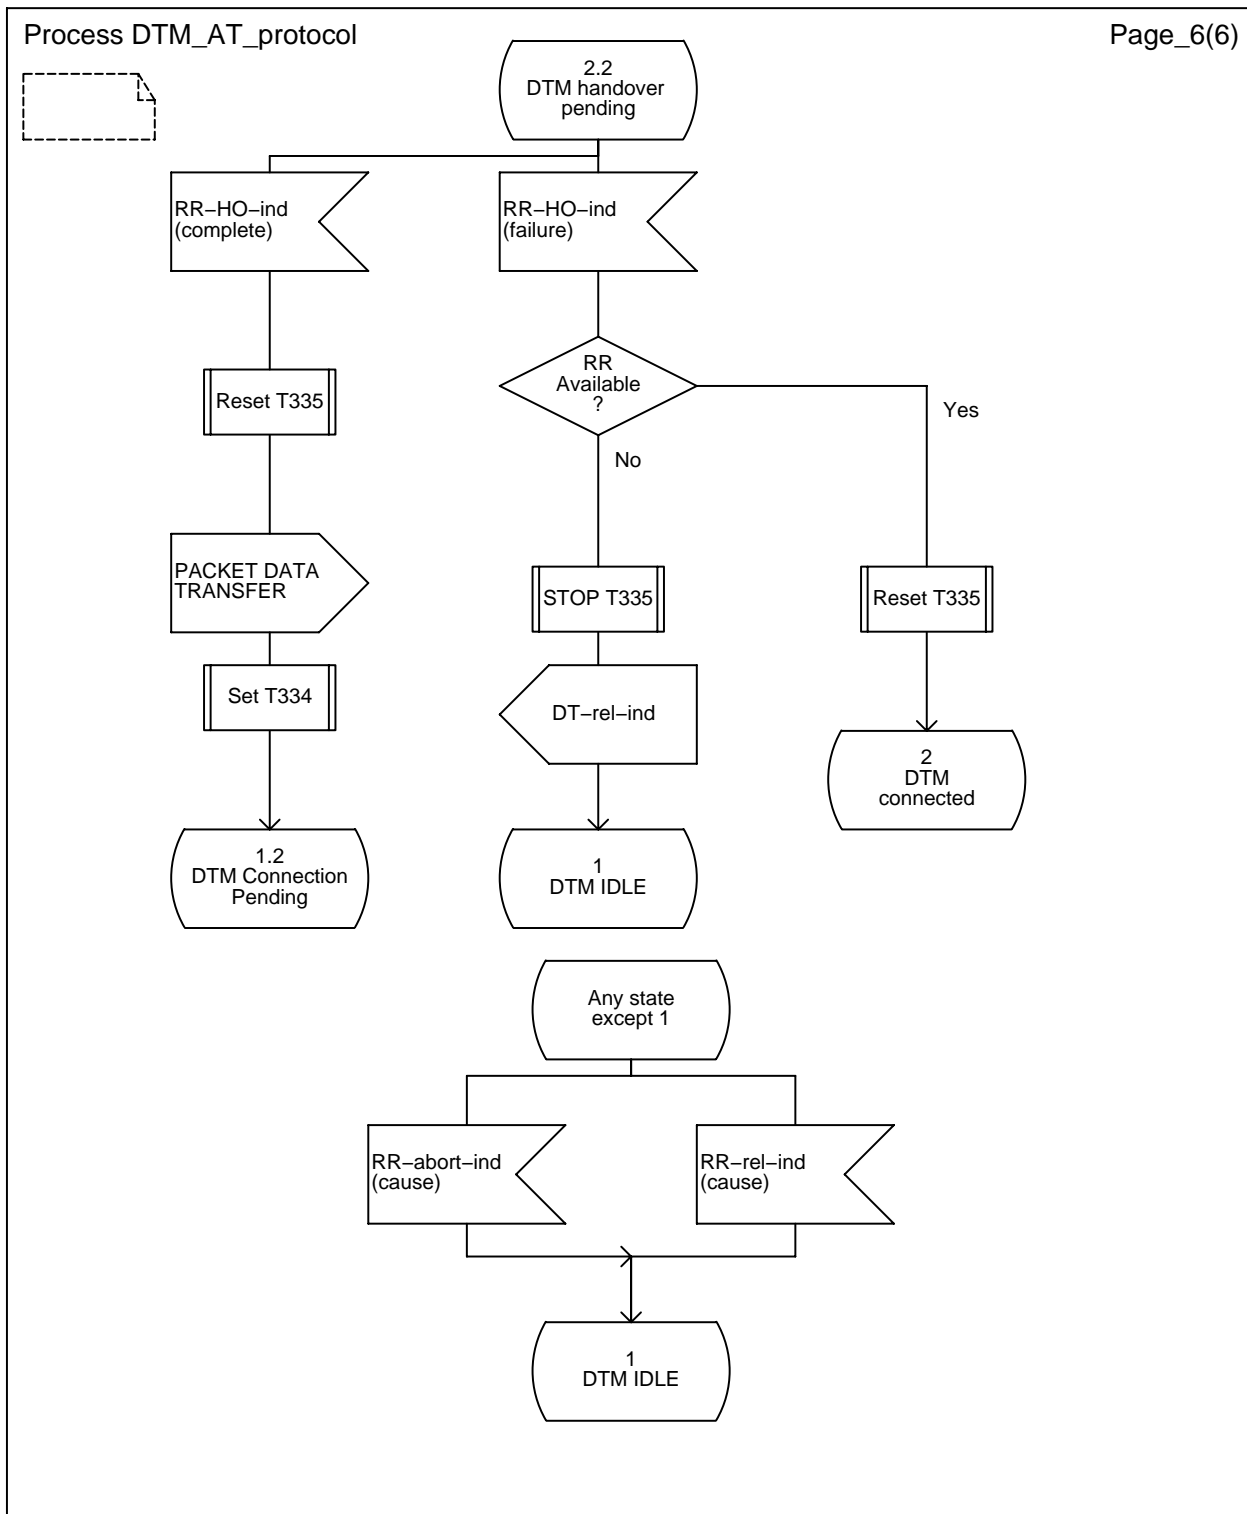 Process DTM_AT_protocol
Page_6(6)
2.2
DTM handover
pending
RR−HO−ind
(complete)
RR−HO−ind
(failure)
RR
Available
?
Yes
No
Reset T335
PACKET DATA
TRANSFER
STOP T335
Reset T335
Set T334
DT−rel−ind
2
DTM
connected
1.2
DTM Connection
Pending
1
DTM IDLE
Any state
except 1
RR−abort−ind
(cause)
RR−rel−ind
(cause)
1
DTM IDLE